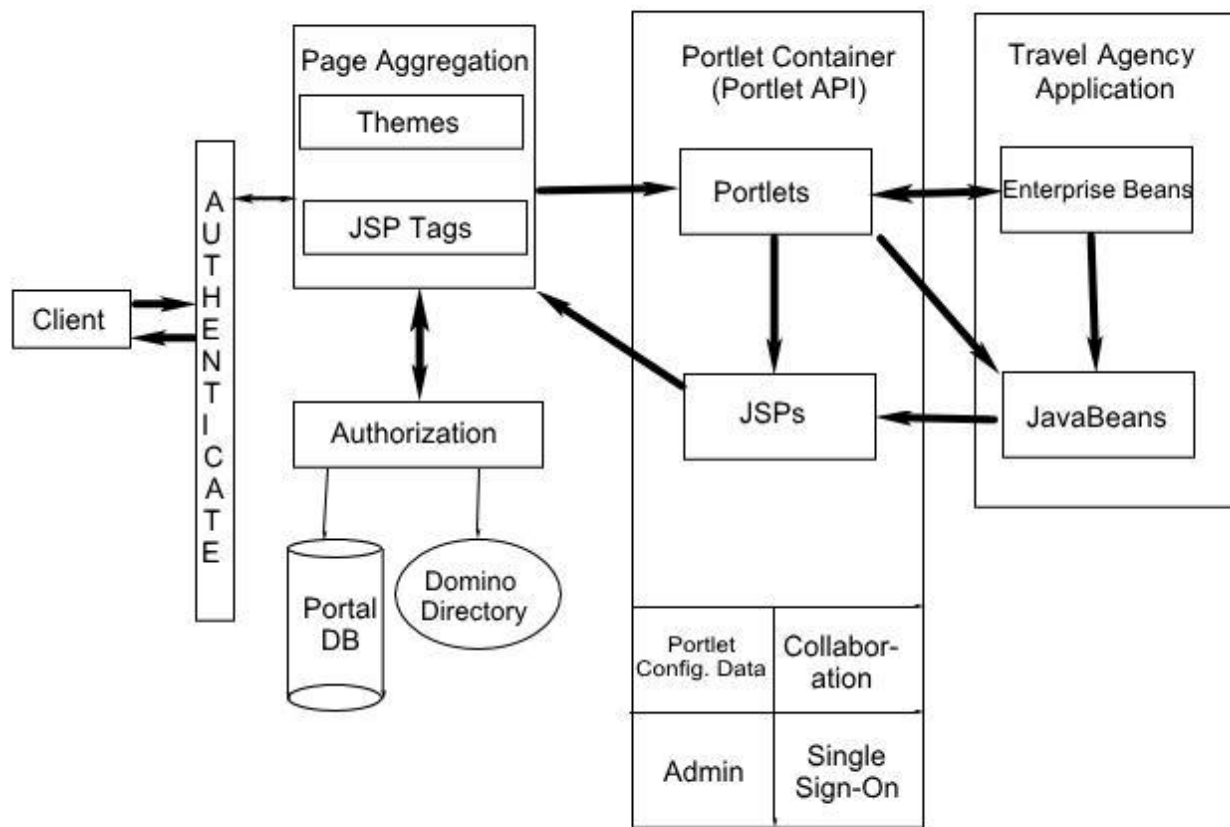 Page Aggregation
Themes
JSP Tags
AUTHENTICATE
Client
Authorization
Portal
DB
Domino
Directory
Portlet Container
(Portlet API)
Portlets
JSPs
Portlet
Config. Data
Collabor-
ation
Admin
Single
Sign-On
Travel Agency
Application
Enterprise Beans
JavaBeans